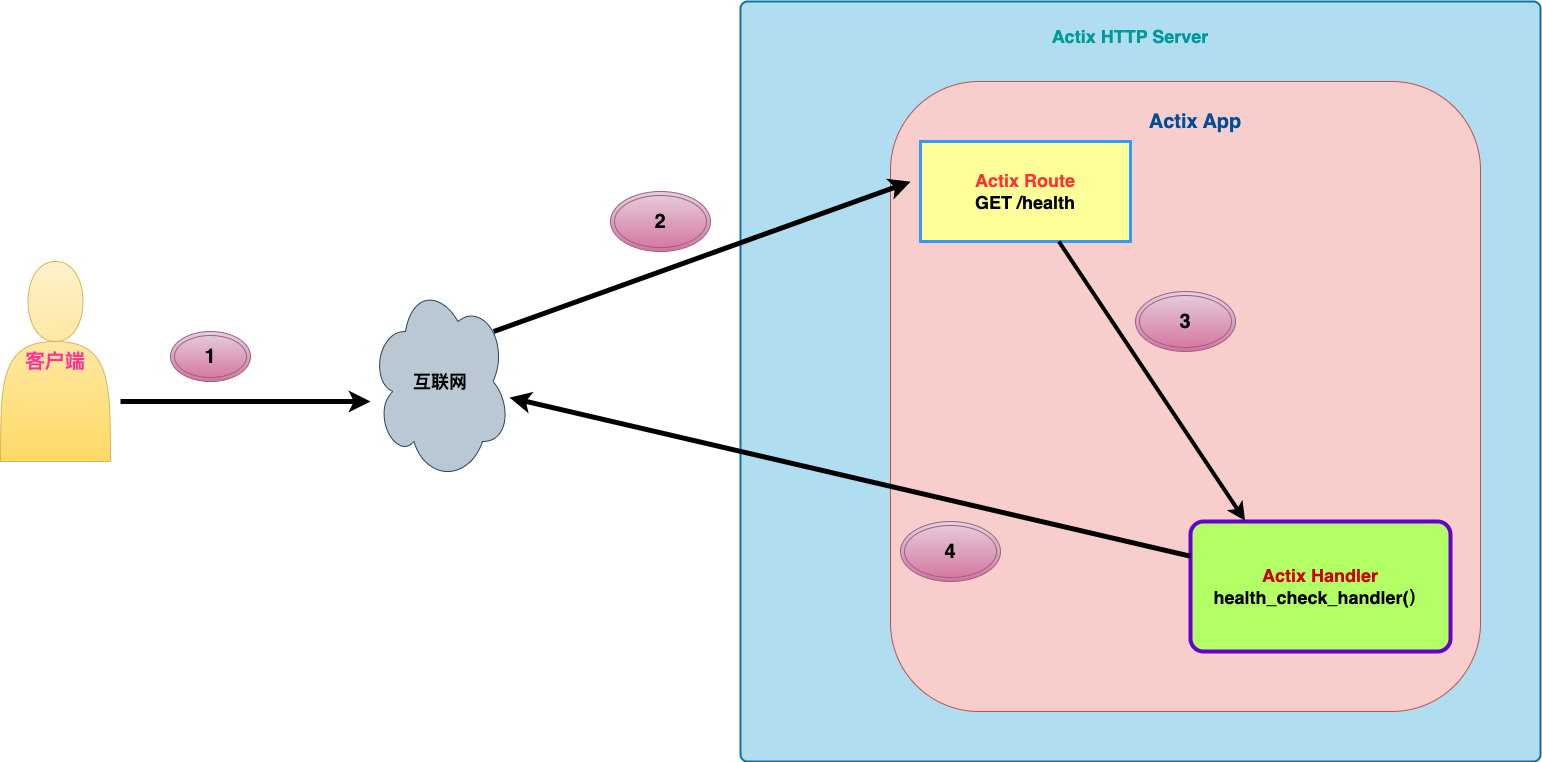 Actix HTTP Server
Actix App
Actix Route
GET /health
2
3
1
客户端
互联网
4
Actix Handler
health_check_handler()